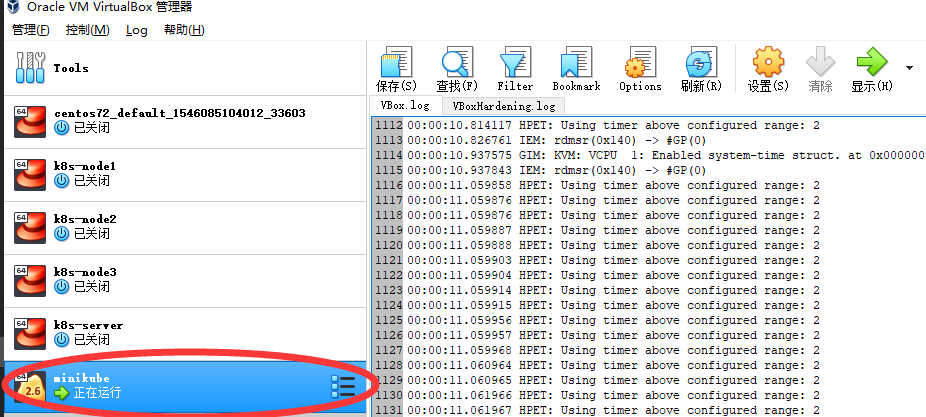 Oracle VM VirtualBox 管理器
管理(F) 控制(M) Log 帮助(H)
Tools
64
centos72_default_1546085104012_33603
已关闭
64
k8s-node1
已关闭
64
k8s-node2
已关闭
64
k8s-node3
已关闭
64
k8s-server
已关闭
64
2.6
minikube
正在运行
保存(S) 查找(F) Filter Bookmark Options 刷新(R) 设置(S) 清除 显示(H)
VBox.log VBoxHardening.log
1112 00:00:10.814117 HPET: Using timer above configured range: 2
1113 00:00:10.826761 IEM: rdmsr(0x140) -> #GP(0)
1114 00:00:10.937575 GIM: KVM: VCPU  1: Enabled system-time struct. at 0x000000
1115 00:00:10.937843 IEM: rdmsr(0x140) -> #GP(0)
1116 00:00:11.059858 HPET: Using timer above configured range: 2
1117 00:00:11.059876 HPET: Using timer above configured range: 2
1118 00:00:11.059876 HPET: Using timer above configured range: 2
1119 00:00:11.059887 HPET: Using timer above configured range: 2
1120 00:00:11.059888 HPET: Using timer above configured range: 2
1121 00:00:11.059903 HPET: Using timer above configured range: 2
1122 00:00:11.059904 HPET: Using timer above configured range: 2
1123 00:00:11.059914 HPET: Using timer above configured range: 2
1124 00:00:11.059915 HPET: Using timer above configured range: 2
1125 00:00:11.059956 HPET: Using timer above configured range: 2
1126 00:00:11.059957 HPET: Using timer above configured range: 2
1127 00:00:11.059968 HPET: Using timer above configured range: 2
1128 00:00:11.060964 HPET: Using timer above configured range: 2
1129 00:00:11.060965 HPET: Using timer above configured range: 2
1130 00:00:11.061966 HPET: Using timer above configured range: 2
1131 00:00:11.061967 HPET: Using timer above configured range: 2